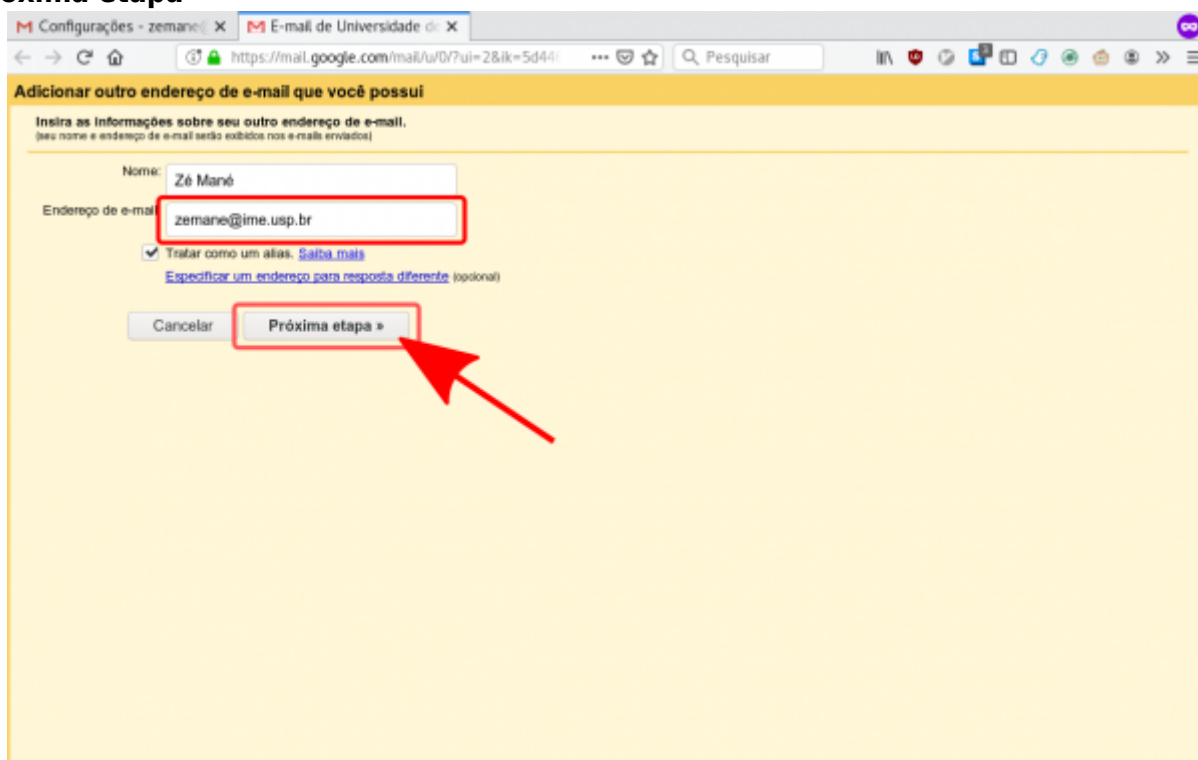 óxima Etapa
Configurações - zemane( E-mail de Universidade do
https://mail.google.com/mail/u/0/?ui=2&ik=5d44 Pesquisar
Adicionar outro endereço de e-mail que você possui
Insira as informações sobre seu outro endereço de e-mail.
(seu nome e endereço de e-mail serão exibidos nos e-mails enviados)
Nome: Zé Mané
Endereço de e-mail zemane@ime.usp.br
Tratar como um alias. Saiba mais
Especificar um endereço para resposta diferente (opcional)
Cancelar Próxima etapa »